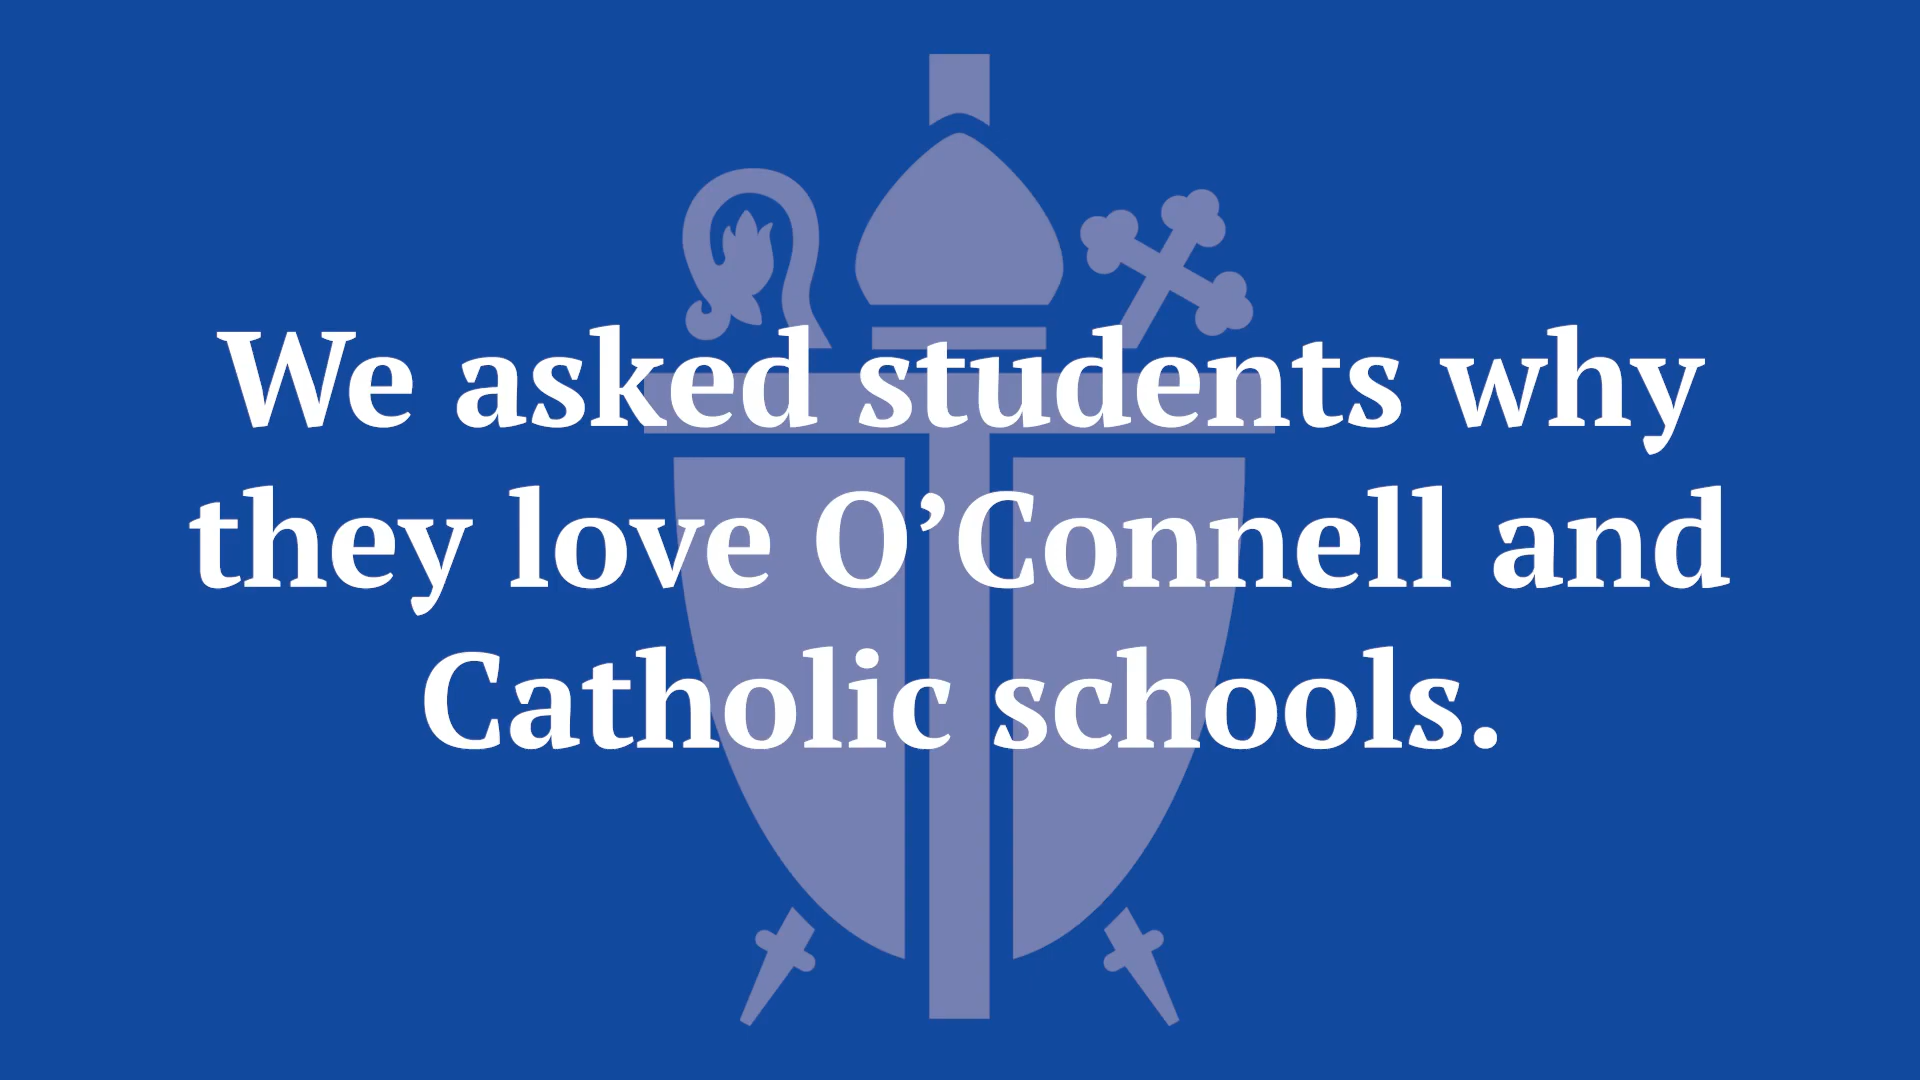 We asked students why
they love O’Connell and
Catholic schools.